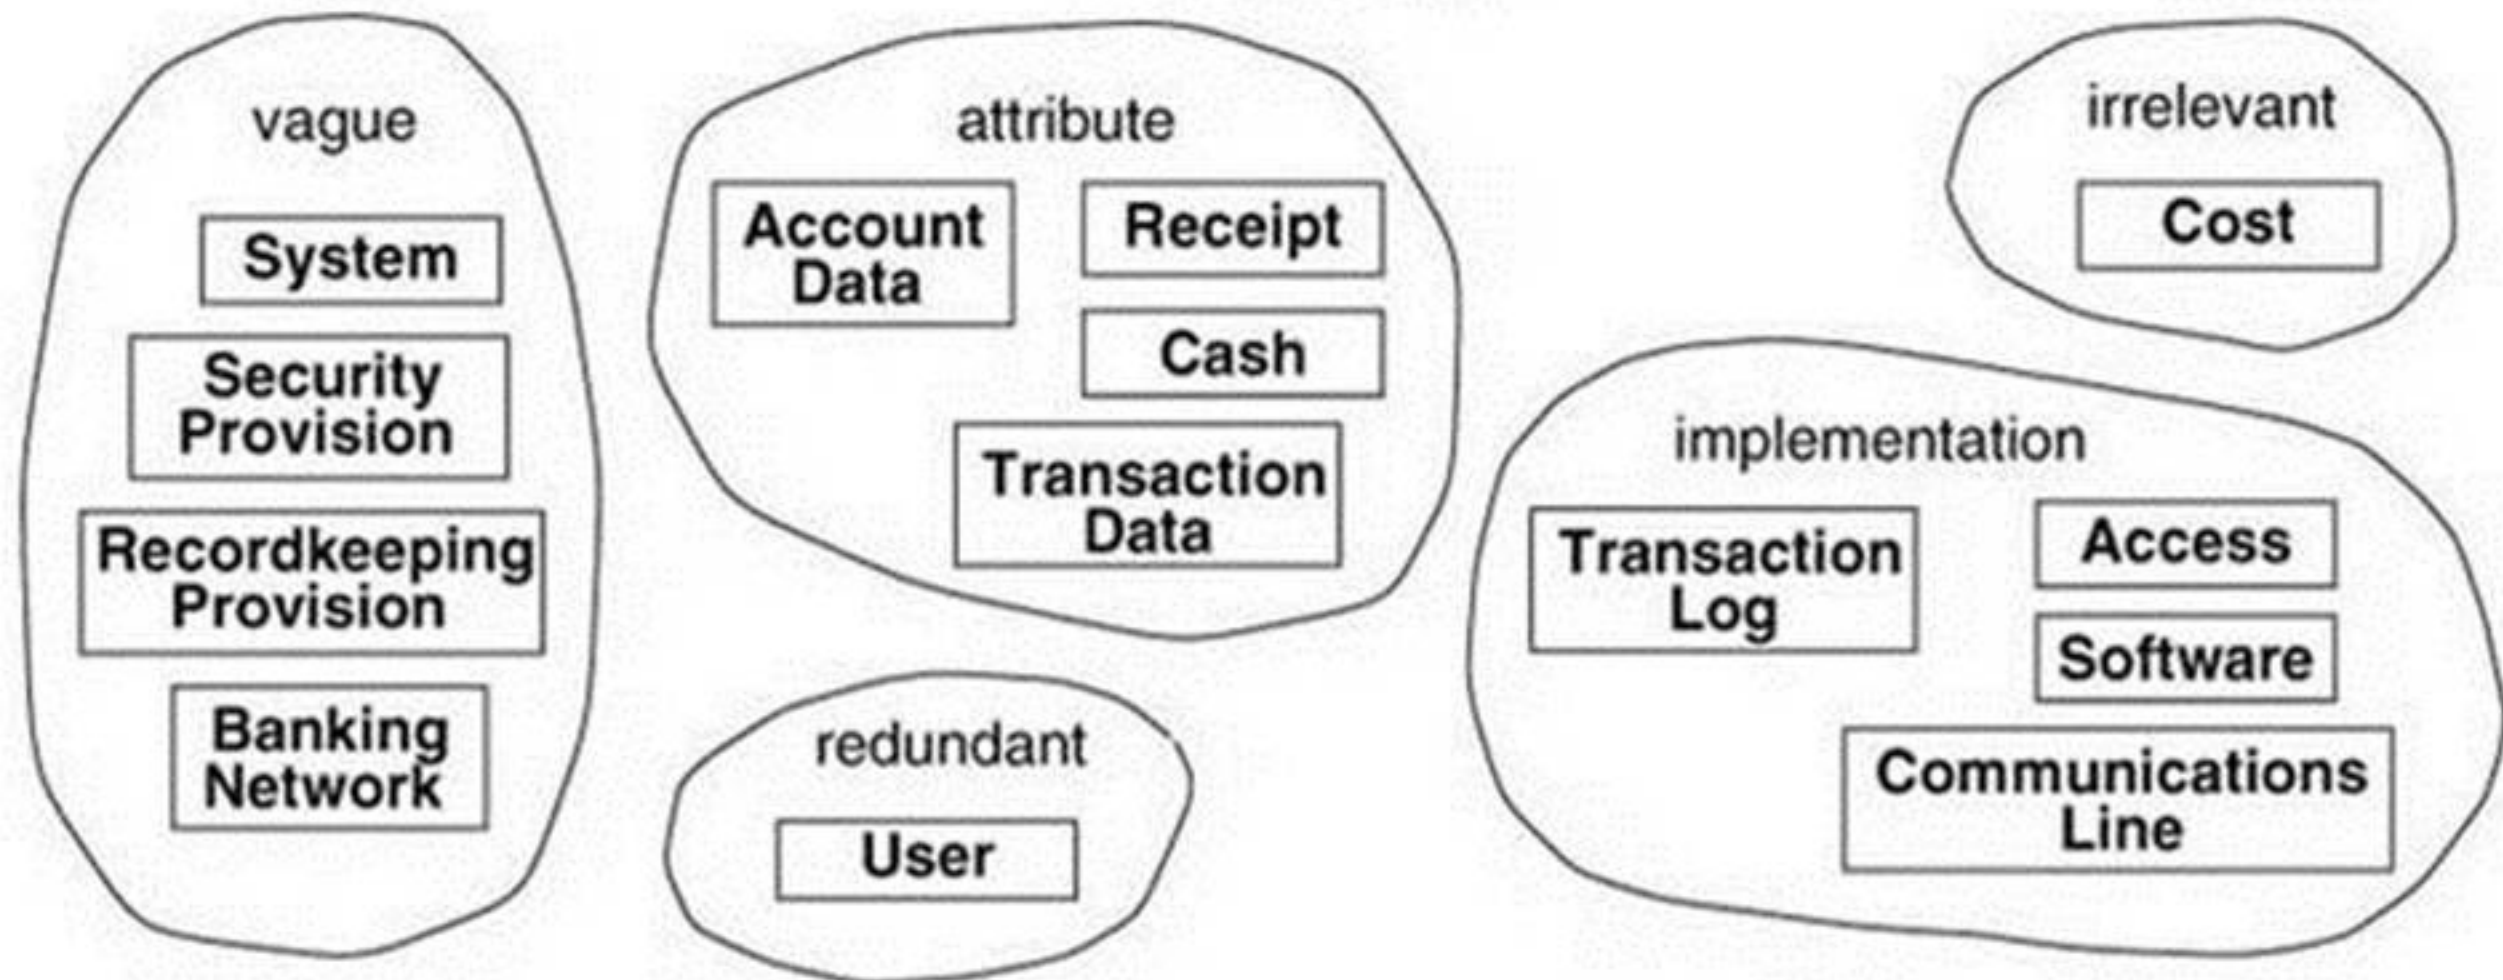 vague
System
Security
Provision
Recordkeeping
Provision
Banking
Network
attribute
Account
Data
Receipt
Cash
Transaction
Data
redundant
User
irrelevant
Cost
implementation
Transaction
Log
Access
Software
Communications
Line